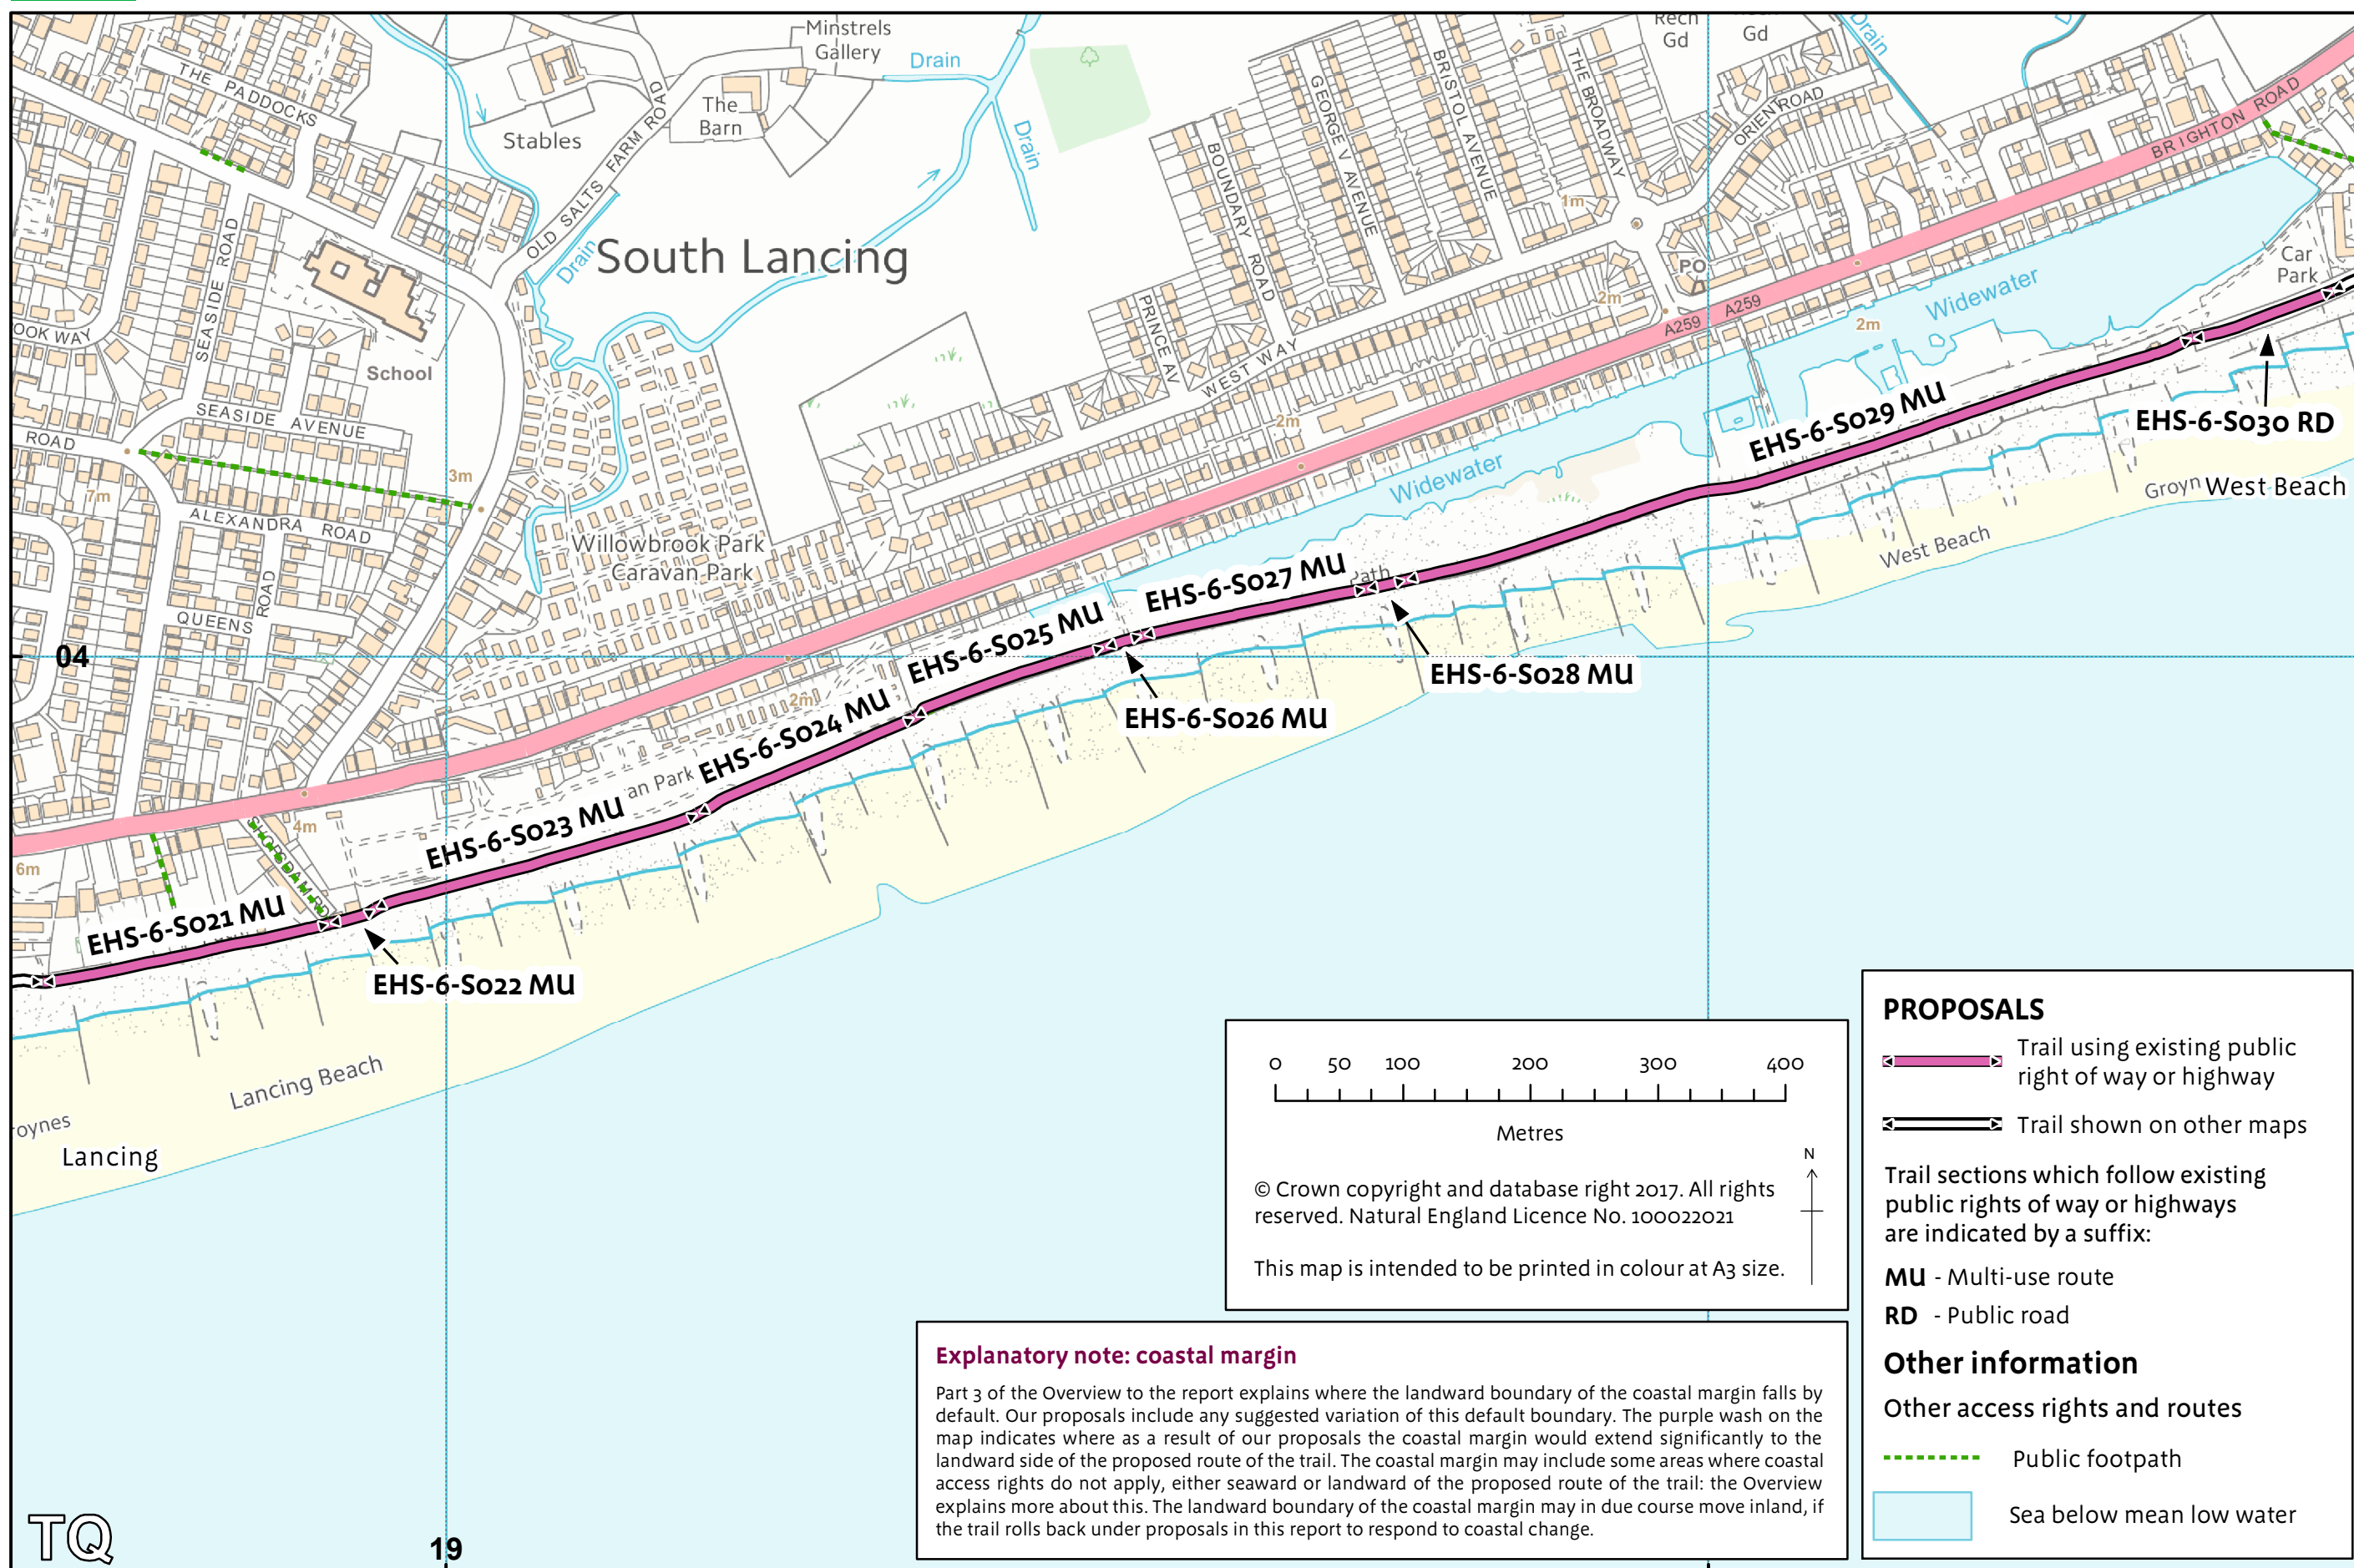 Minstrels
Gallery
Drain
Drain
Gd
Gd
Drain
THE PADDOCKS
Stables
The
Barn
OLD SALTS FARM ROAD
Drain
South Lancing
BOUNDARY ROAD
GEORGE V AVENUE
BRISTOL AVENUE
THE BROADWAY
ORIENT ROAD
BRIGHTON ROAD
1m
PO
2m
A259
A259
Widewater
2m
Car
Park
SEASIDE ROAD
School
OOK WAY
SEASIDE AVENUE
ROAD
7m
3m
PRINCE AV
WEST WAY
2m
Widewater
EHS-6-S029 MU
EHS-6-S030 RD
Groyn
West Beach
West Beach
ALEXANDRA ROAD
Willowbrook Park
Caravan Park
QUEENS
ROAD
04
EHS-6-S027 MU
Path
EHS-6-S028 MU
EHS-6-S025 MU
EHS-6-S026 MU
2m
EHS-6-S024 MU
an Park
EHS-6-S023 MU
4m
SHOPSDAM RD
6m
EHS-6-S021 MU
EHS-6-S022 MU
Lancing Beach
oynes
Lancing
TQ
19
0 50 100 200 300 400
Metres
N
© Crown copyright and database right 2017. All rights
reserved. Natural England Licence No. 100022021
This map is intended to be printed in colour at A3 size.
Explanatory note: coastal margin
Part 3 of the Overview to the report explains where the landward boundary of the coastal margin falls by
default. Our proposals include any suggested variation of this default boundary. The purple wash on the
map indicates where as a result of our proposals the coastal margin would extend significantly to the
landward side of the proposed route of the trail. The coastal margin may include some areas where coastal
access rights do not apply, either seaward or landward of the proposed route of the trail: the Overview
explains more about this. The landward boundary of the coastal margin may in due course move inland, if
the trail rolls back under proposals in this report to respond to coastal change.
PROPOSALS
Trail using existing public
right of way or highway
Trail shown on other maps
Trail sections which follow existing
public rights of way or highways
are indicated by a suffix:
MU - Multi-use route
RD - Public road
Other information
Other access rights and routes
Public footpath
Sea below mean low water